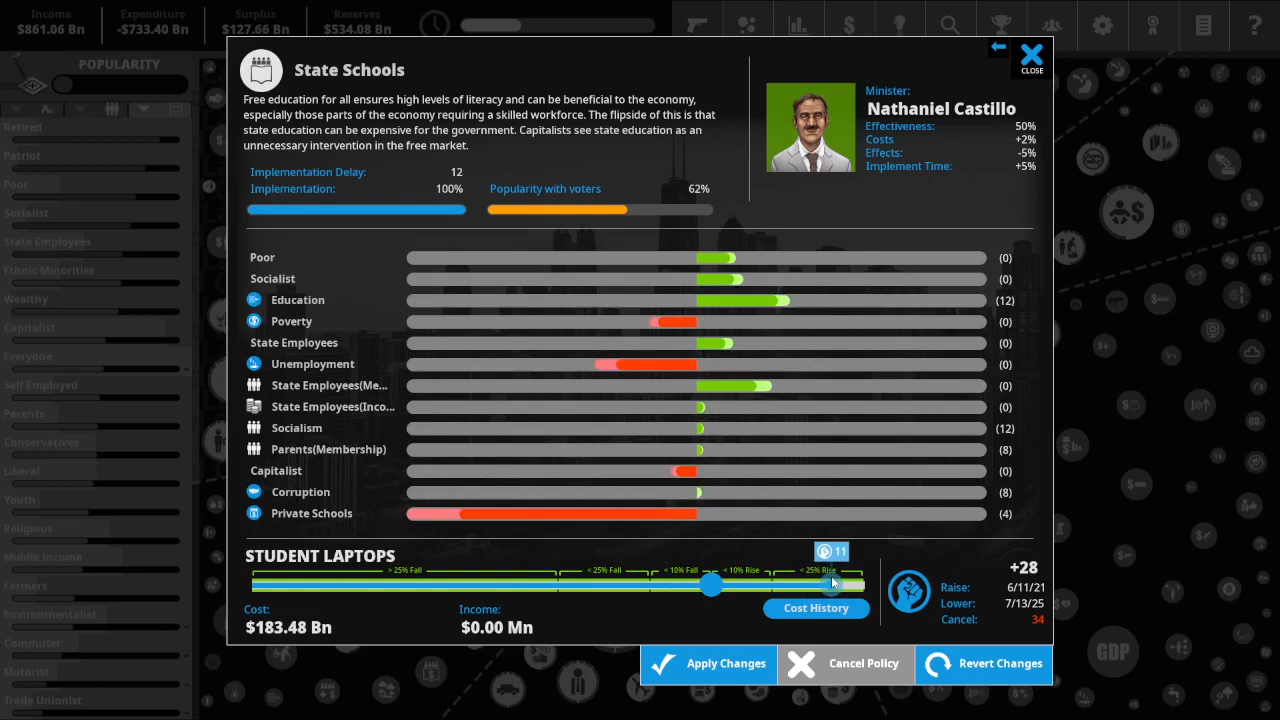 Income
Expenditure
Surplus
Reserves
$861.06 Bn
-$733.40 Bn
$127.66 Bn
$534.08 Bn
POPULARITY
Retired
Patriot
Poor
Socialist
State Employees
Ethnic Minorities
Wealthy
Capitalist
Everyone
Self Employed
Parents
Conservatives
Liberal
Youth
Religious
Middle Income
Farmers
Environmentalist
Commuter
Motorist
Trade Unionist
State Schools
Free education for all ensures high levels of literacy and can be beneficial to the economy,
especially those parts of the economy requiring a skilled workforce. The flipside of this is that
state education can be expensive for the government. Capitalists see state education as an
unnecessary intervention in the free market.
Implementation Delay: 12
Implementation: 100%
Popularity with voters 62%
CLOSE
Minister:
Nathaniel Castillo
Effectiveness: 50%
Costs +2%
Effects: -5%
Implement Time: +5%
Poor (0)
Socialist (0)
Education (12)
Poverty (0)
State Employees (0)
Unemployment (0)
State Employees(Me... (0)
State Employees(Inco... (0)
Socialism (12)
Parents(Membership) (8)
Capitalist (0)
Corruption (8)
Private Schools (4)
STUDENT LAPTOPS
11
> 25% Fall
< 25% Fall
< 10% Fall
< 10% Rise
< 25% Rise
Cost:
$183.48 Bn
Income:
$0.00 Mn
Cost History
+28
Raise: 6/11/21
Lower: 7/13/25
Cancel: 34
Apply Changes
Cancel Policy
Revert Changes
GDP